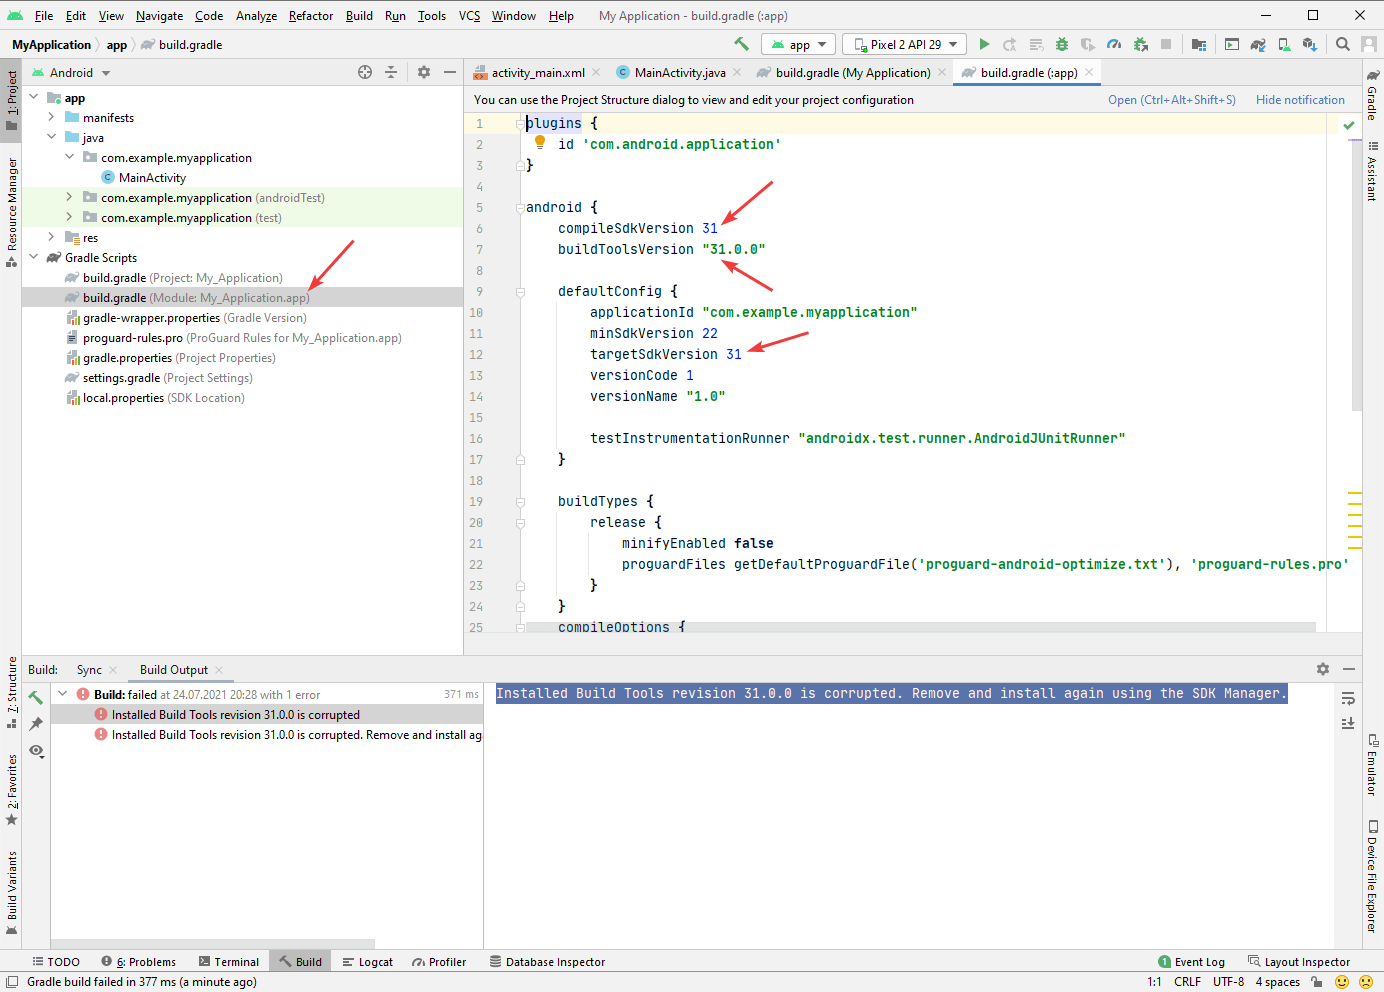 File Edit View Navigate Code Analyze Refactor Build Run Tools VCS Window Help My Application - build.gradle (:app)
MyApplication app build.gradle app Pixel 2 API 29
1: Project
Resource Manager
7: Structure
2: Favorites
Build Variants
Android
app
manifests
java
com.example.myapplication
C MainActivity
com.example.myapplication (androidTest)
com.example.myapplication (test)
res
Gradle Scripts
build.gradle (Project: My_Application)
build.gradle (Module: My_Application.app)
gradle-wrapper.properties (Gradle Version)
proguard-rules.pro (ProGuard Rules for My_Application.app)
gradle.properties (Project Properties)
settings.gradle (Project Settings)
local.properties (SDK Location)
activity_main.xml C MainActivity.java build.gradle (My Application) build.gradle (:app)
You can use the Project Structure dialog to view and edit your project configuration Open (Ctrl+Alt+Shift+S) Hide notification
1 plugins {
2 id 'com.android.application'
3 }
4
5 android {
6 compileSdkVersion 31
7 buildToolsVersion "31.0.0"
8
9 defaultConfig {
10 applicationId "com.example.myapplication"
11 minSdkVersion 22
12 targetSdkVersion 31
13 versionCode 1
14 versionName "1.0"
15
16 testInstrumentationRunner "androidx.test.runner.AndroidJUnitRunner"
17 }
18
19 buildTypes {
20 release {
21 minifyEnabled false
22 proguardFiles getDefaultProguardFile('proguard-android-optimize.txt'), 'proguard-rules.pro'
23 }
24 }
25 compileOptions {
Gradle
Assistant
Emulator
Device File Explorer
Build: Sync Build Output
Build: failed at 24.07.2021 20:28 with 1 error 371 ms
Installed Build Tools revision 31.0.0 is corrupted
Installed Build Tools revision 31.0.0 is corrupted. Remove and install ag
Installed Build Tools revision 31.0.0 is corrupted. Remove and install again using the SDK Manager.
TODO 6: Problems Terminal Build Logcat Profiler Database Inspector 1 Event Log Layout Inspector
Gradle build failed in 377 ms (a minute ago) 1:1 CRLF UTF-8 4 spaces